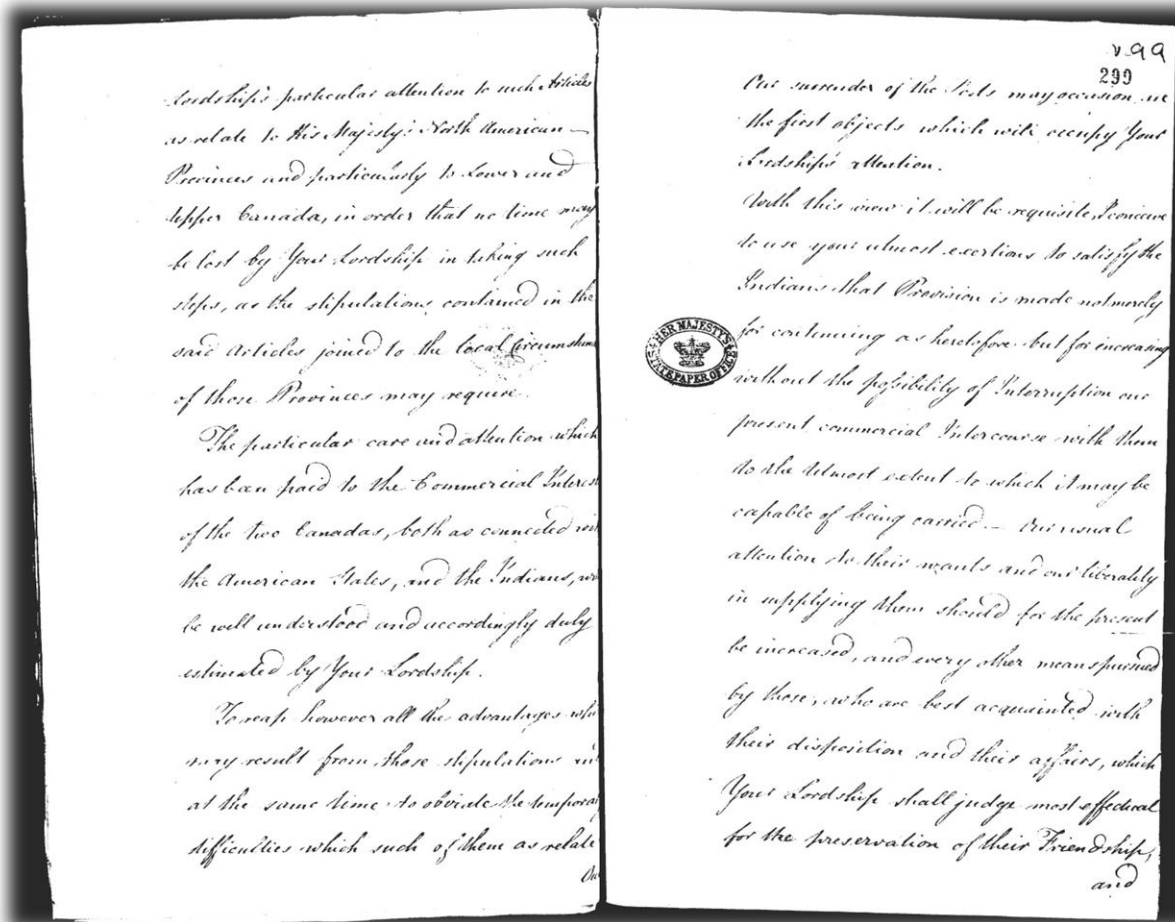 Lordship's particular attention to such Articles
as relate to His Majesty's North American —
Provinces and particularly to Lower and
Upper Canada, in order that no time may
be lost by Your Lordship in taking such
steps, as the stipulations contained in the
said Articles joined to the local Circumstan
of those Provinces may require.
The particular care and attention which
has been paid to the Commercial Interest
of the two Canadas, both as connected wit
the American States, and the Indians, wi
be well understood and accordingly duly
estimated by Your Lordship.
To reap however all the advantages whi
may result from those stipulations and
at the same time to obviate the temporary
difficulties which such of them as relate
Our
v.99
299
Our surrender of the Posts may occasion are
the first objects which will occupy Your
Lordship's attention.
With this view it will be requisite, I conceive
to use your utmost exertions to satisfy the
Indians that Provision is made not merely
for continuing as heretofore but for increasing
without the possibility of Interruption our
present commercial Intercourse with them
to the Utmost extent to which it may be
capable of being carried — Our usual
attention to their wants and our liberality
in supplying them should for the present
be increased, and every other means pursued
by those, who are best acquainted with
their disposition and their affairs, which
Your Lordship shall judge most effectual
for the preservation of their Friendship,
and
HER MAJESTY'S
STATE PAPER OFFICE